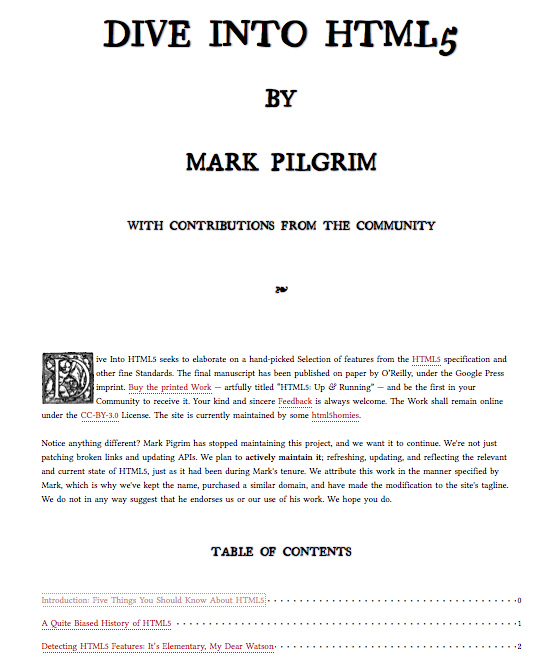 DIVE INTO HTML5
BY
MARK PILGRIM
WITH CONTRIBUTIONS FROM THE COMMUNITY
❧
Dive Into HTML5 seeks to elaborate on a hand-picked Selection of features from the HTML5 specification and
other fine Standards. The final manuscript has been published on paper by O'Reilly, under the Google Press
imprint. Buy the printed Work — artfully titled “HTML5: Up & Running” — and be the first in your
Community to receive it. Your kind and sincere Feedback is always welcome. The Work shall remain online
under the CC-BY-3.0 License. The site is currently maintained by some html5homies.
Notice anything different? Mark Pilgrim has stopped maintaining this project, and we want it to continue. We're not just
patching broken links and updating APIs. We plan to actively maintain it; refreshing, updating, and reflecting the relevant
and current state of HTML5, just as it had been during Mark's tenure. We attribute this work in the manner specified by
Mark, which is why we've kept the name, purchased a similar domain, and have made the modification to the site's tagline.
We do not in any way suggest that he endorses us or our use of his work. We hope you do.
TABLE OF CONTENTS
Introduction: Five Things You Should Know About HTML5 0
A Quite Biased History of HTML5 1
Detecting HTML5 Features: It's Elementary, My Dear Watson 2